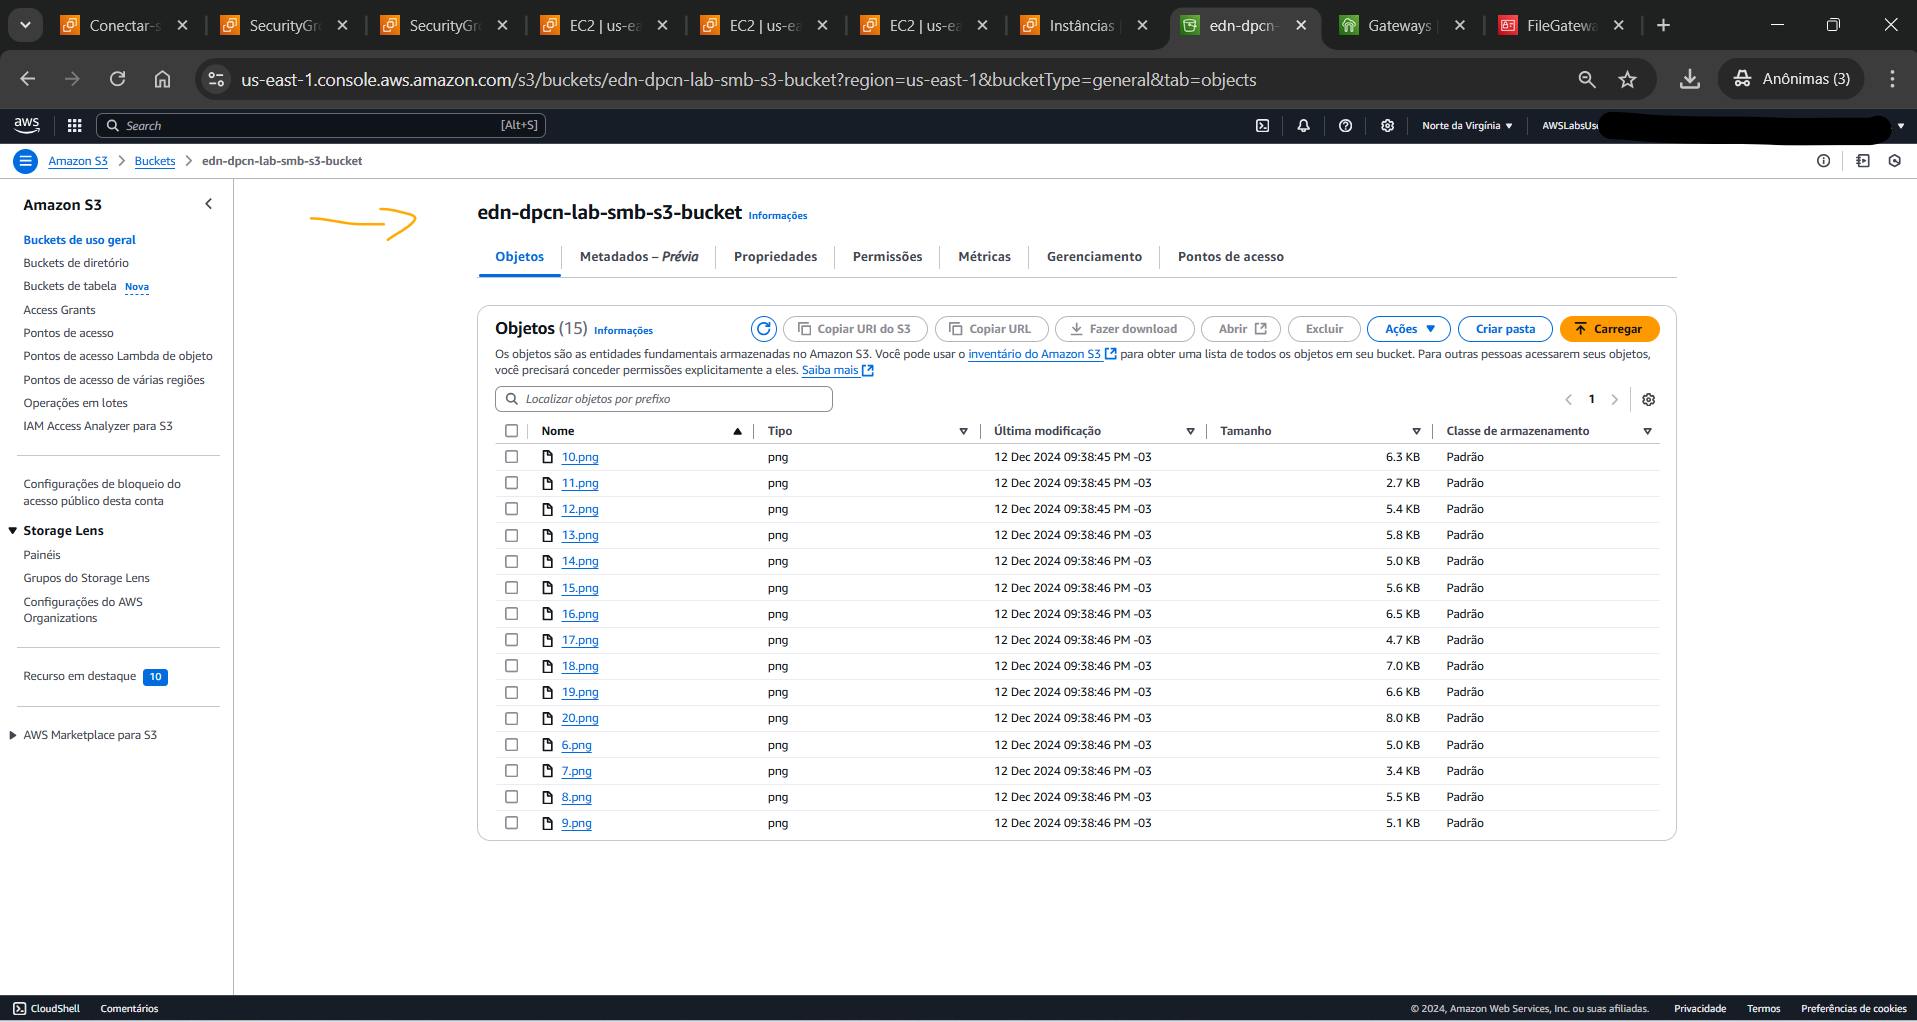 Conectar-s
SecurityGro
SecurityGro
EC2 | us-ea
EC2 | us-ea
EC2 | us-ea
Instâncias
edn-dpcn-
Gateways
FileGatewa
us-east-1.console.aws.amazon.com/s3/buckets/edn-dpcn-lab-smb-s3-bucket?region=us-east-1&bucketType=general&tab=objects
Anônimas (3)
aws
Search [Alt+S]
Norte da Virgínia
AWSLabsUse
Amazon S3 > Buckets > edn-dpcn-lab-smb-s3-bucket
Amazon S3
Buckets de uso geral
Buckets de diretório
Buckets de tabela Nova
Access Grants
Pontos de acesso
Pontos de acesso Lambda de objeto
Pontos de acesso de várias regiões
Operações em lotes
IAM Access Analyzer para S3
Configurações de bloqueio do
acesso público desta conta
Storage Lens
Painéis
Grupos do Storage Lens
Configurações do AWS
Organizations
Recurso em destaque 10
AWS Marketplace para S3
edn-dpcn-lab-smb-s3-bucket Informações
Objetos Metadados – Prévia Propriedades Permissões Métricas Gerenciamento Pontos de acesso
Objetos (15) Informações
Copiar URI do S3 Copiar URL Fazer download Abrir Excluir Ações Criar pasta Carregar
Os objetos são as entidades fundamentais armazenadas no Amazon S3. Você pode usar o inventário do Amazon S3 para obter uma lista de todos os objetos em seu bucket. Para outras pessoas acessarem seus objetos,
você precisará conceder permissões explicitamente a eles. Saiba mais
Localizar objetos por prefixo
1
Nome Tipo Última modificação Tamanho Classe de armazenamento
10.png png 12 Dec 2024 09:38:45 PM -03 6.3 KB Padrão
11.png png 12 Dec 2024 09:38:45 PM -03 2.7 KB Padrão
12.png png 12 Dec 2024 09:38:45 PM -03 5.4 KB Padrão
13.png png 12 Dec 2024 09:38:46 PM -03 5.8 KB Padrão
14.png png 12 Dec 2024 09:38:46 PM -03 5.0 KB Padrão
15.png png 12 Dec 2024 09:38:46 PM -03 5.6 KB Padrão
16.png png 12 Dec 2024 09:38:46 PM -03 6.5 KB Padrão
17.png png 12 Dec 2024 09:38:46 PM -03 4.7 KB Padrão
18.png png 12 Dec 2024 09:38:46 PM -03 7.0 KB Padrão
19.png png 12 Dec 2024 09:38:46 PM -03 6.6 KB Padrão
20.png png 12 Dec 2024 09:38:46 PM -03 8.0 KB Padrão
6.png png 12 Dec 2024 09:38:46 PM -03 5.0 KB Padrão
7.png png 12 Dec 2024 09:38:46 PM -03 3.4 KB Padrão
8.png png 12 Dec 2024 09:38:46 PM -03 5.5 KB Padrão
9.png png 12 Dec 2024 09:38:46 PM -03 5.1 KB Padrão
CloudShell Comentários
© 2024, Amazon Web Services, Inc. ou suas afiliadas. Privacidade Termos Preferências de cookies